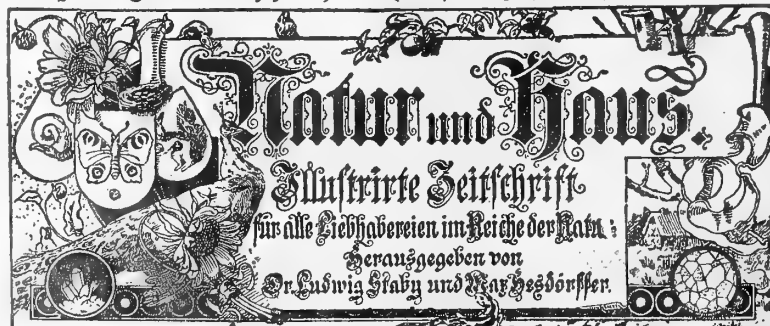 Natur und Haus.
Illustrirte Zeitschrift
für alle Liebhabereien im Reiche der Natu
Herausgegeben von
Dr. Ludwig Staby und Max Hesdörffer.